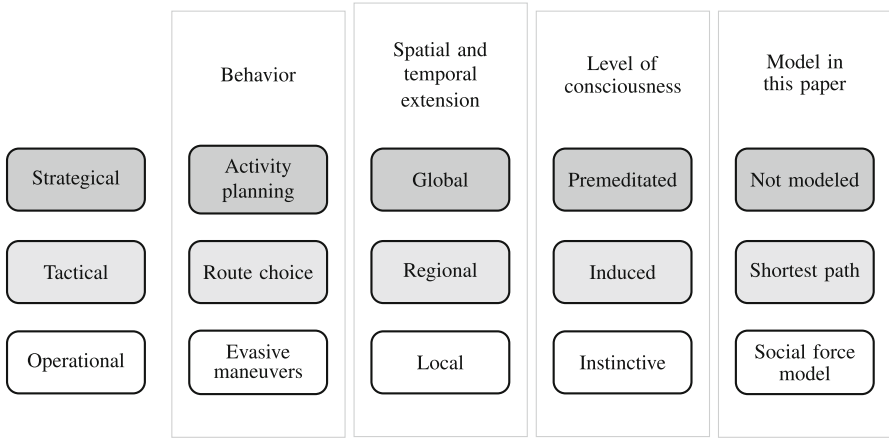 Behavior
Spatial and
temporal
extension
Level of
consciousness
Model in
this paper
Strategical
Activity
planning
Global
Premeditated
Not modeled
Tactical
Route choice
Regional
Induced
Shortest path
Operational
Evasive
maneuvers
Local
Instinctive
Social force
model